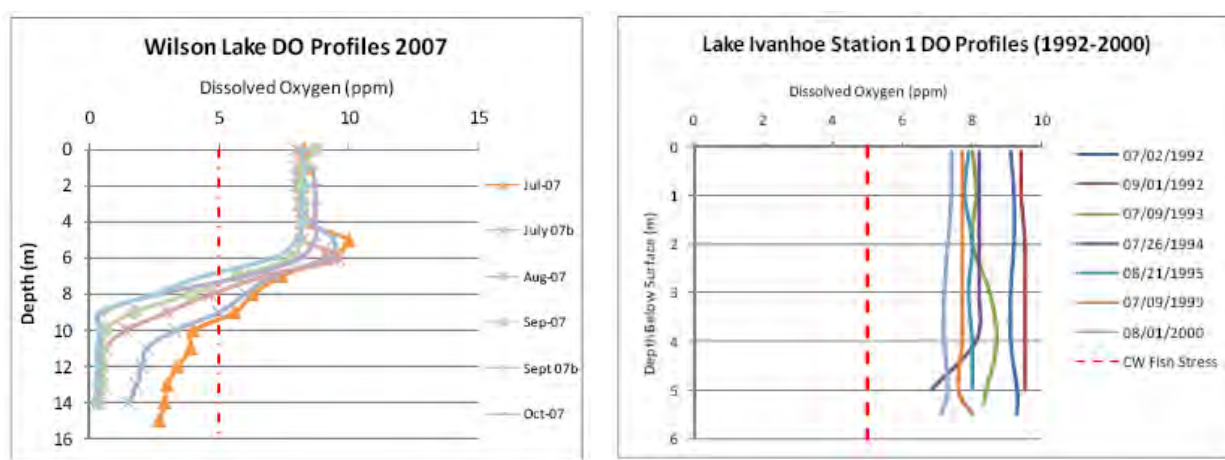 Wilson Lake DO Profiles 2007
Dissolved Oxygen (ppm)
0 5 10 15
Depth (m)
0
2
4
6
8
10
12
14
16
Jul-07
July 07b
Aug-07
Sep-07
Sept 07b
Oct-07
Lake Ivanhoe Station 1 DO Profiles (1992-2000)
Dissolved Oxygen (ppm)
0 2 4 6 8 10
Depth Below Surface (m)
0
1
2
3
4
5
6
07/02/1992
09/01/1992
07/09/1993
07/26/1994
08/21/1995
07/09/1999
08/01/2000
CW Fish Stress